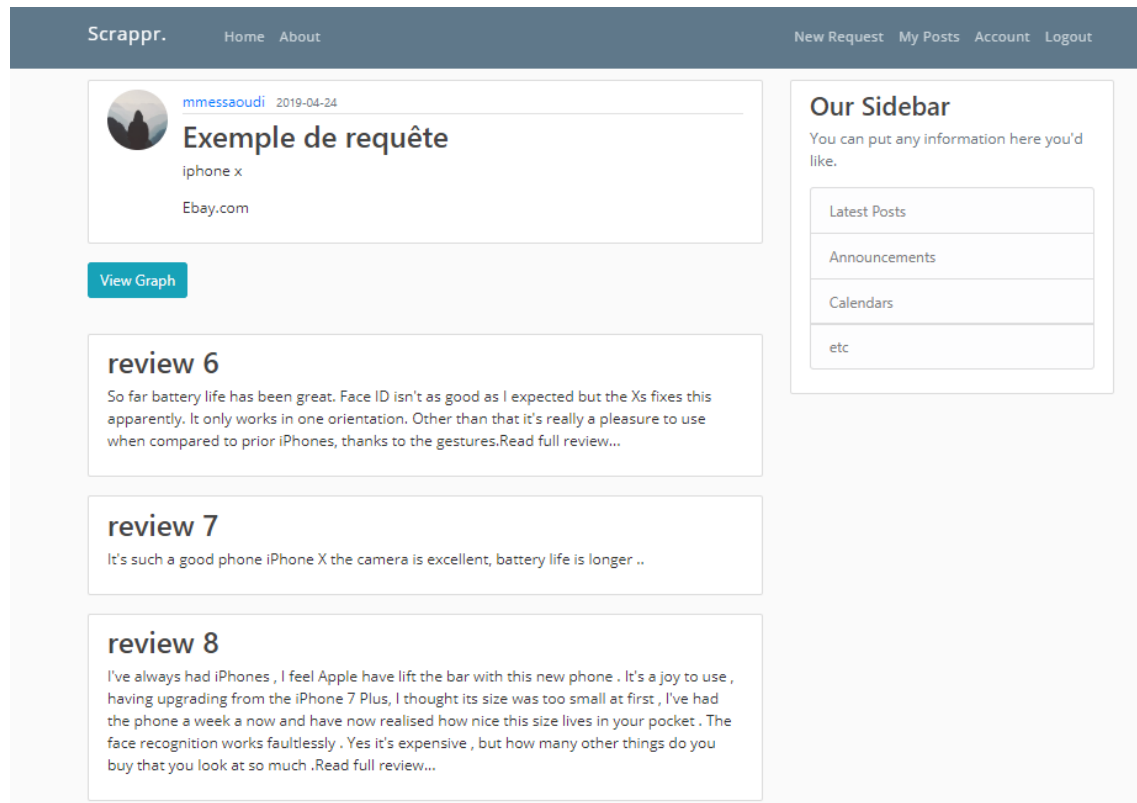 Scrappr. Home About New Request My Posts Account Logout
mmessaoudi 2019-04-24
Exemple de requête
iphone x
Ebay.com
View Graph
review 6
So far battery life has been great. Face ID isn't as good as I expected but the Xs fixes this
apparently. It only works in one orientation. Other than that it's really a pleasure to use
when compared to prior iPhones, thanks to the gestures.Read full review...
review 7
It's such a good phone iPhone X the camera is excellent, battery life is longer ..
review 8
I've always had iPhones , I feel Apple have lift the bar with this new phone . It's a joy to use ,
having upgrading from the iPhone 7 Plus, I thought its size was too small at first , I've had
the phone a week a now and have now realised how nice this size lives in your pocket . The
face recognition works faultlessly . Yes it's expensive , but how many other things do you
buy that you look at so much .Read full review...
Our Sidebar
You can put any information here you'd
like.
Latest Posts
Announcements
Calendars
etc